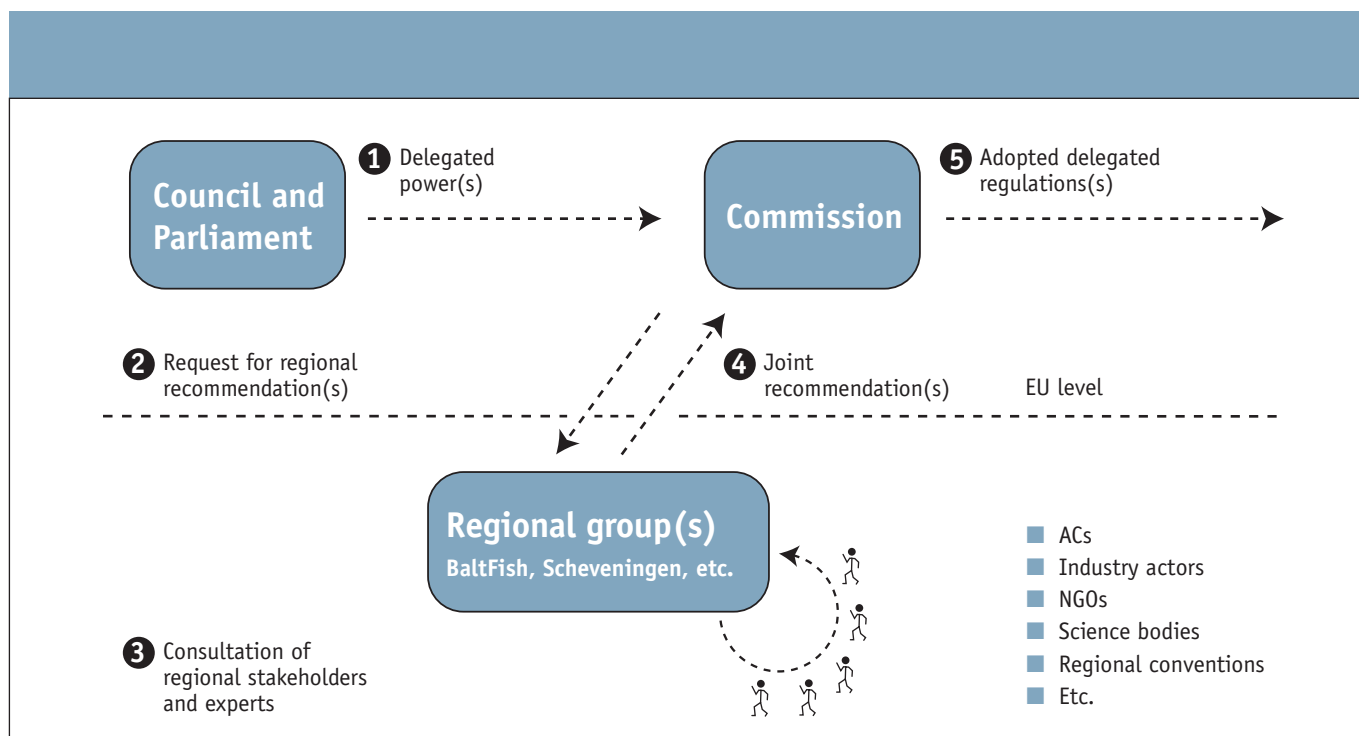 1 Delegated
power(s)
Council and
Parliament
Commission
5 Adopted delegated
regulations(s)
2 Request for regional
recommendation(s)
4 Joint
recommendation(s)
EU level
Regional group(s)
BaltFish, Scheveningen, etc.
3 Consultation of
regional stakeholders
and experts
ACs
Industry actors
NGOs
Science bodies
Regional conventions
Etc.